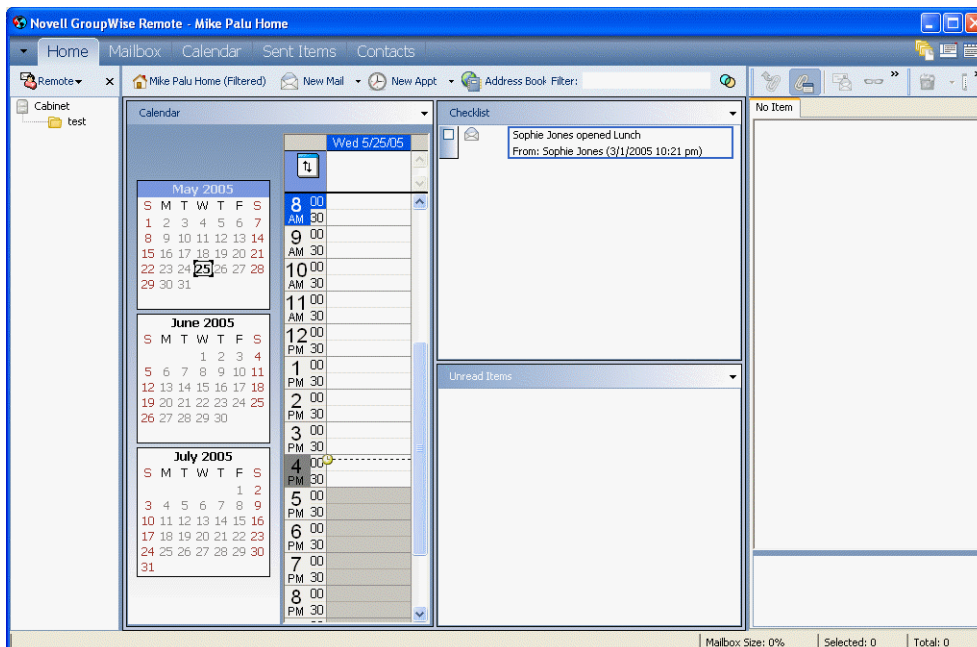 Novell GroupWise Remote - Mike Palu Home
Home Mailbox Calendar Sent Items Contacts
Remote x Mike Palu Home (Filtered) New Mail New Appt Address Book Filter: »
Cabinet
test
Calendar
Wed 5/25/05
May 2005
S M T W T F S
1 2 3 4 5 6 7
8 9 10 11 12 13 14
15 16 17 18 19 20 21
22 23 24 25 26 27 28
29 30 31
June 2005
S M T W T F S
1 2 3 4
5 6 7 8 9 10 11
12 13 14 15 16 17 18
19 20 21 22 23 24 25
26 27 28 29 30
July 2005
S M T W T F S
1 2
3 4 5 6 7 8 9
10 11 12 13 14 15 16
17 18 19 20 21 22 23
24 25 26 27 28 29 30
31
8 00
AM 30
9 00
AM 30
10 00
AM 30
11 00
AM 30
12 00
PM 30
1 00
PM 30
2 00
PM 30
3 00
PM 30
4 00
PM 30
5 00
PM 30
6 00
PM 30
7 00
PM 30
8 00
PM 30
Checklist
Sophie Jones opened Lunch
From: Sophie Jones (3/1/2005 10:21 pm)
Unread Items
No Item
Mailbox Size: 0% Selected: 0 Total: 0